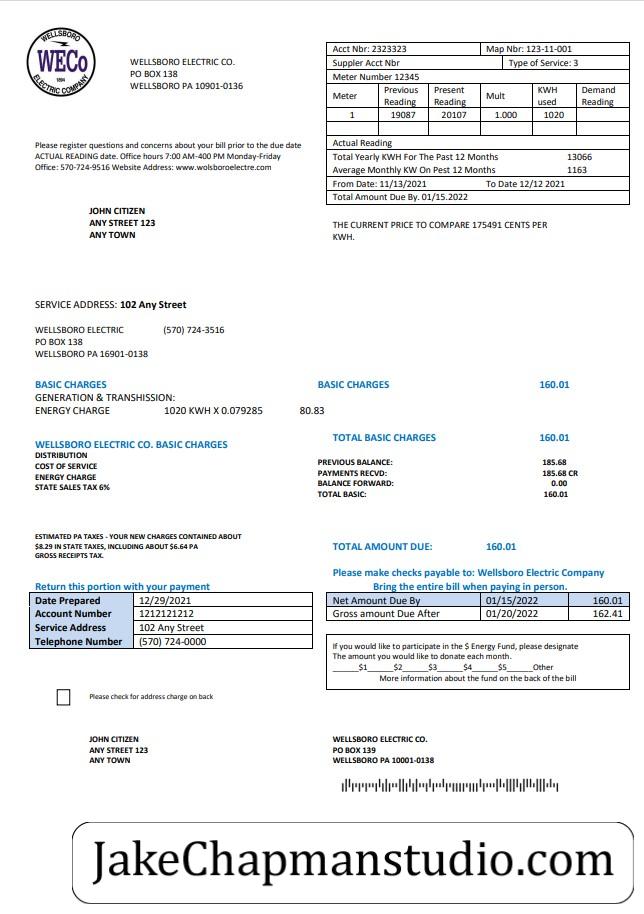 WELLSBORO
WECo
1894
ELECTRIC COMPANY
WELLSBORO ELECTRIC CO.
PO BOX 138
WELLSBORO PA 10901-0136
Acct Nbr: 2323323 Map Nbr: 123-11-001
Suppler Acct Nbr Type of Service: 3
Meter Number 12345
Meter Previous Reading Present Reading Mult KWH used Demand Reading
1 19087 20107 1.000 1020
Actual Reading
Total Yearly KWH For The Past 12 Months 13066
Average Monthly KW On Pest 12 Months 1163
From Date: 11/13/2021 To Date 12/12 2021
Total Amount Due By. 01/15.2022
Please register questions and concerns about your bill prior to the due date
ACTUAL READING date. Office hours 7:00 AM-400 PM Monday-Friday
Office: 570-724-9516 Website Address: www.wolsboroelectre.com
JOHN CITIZEN
ANY STREET 123
ANY TOWN
THE CURRENT PRICE TO COMPARE 175491 CENTS PER
KWH.
SERVICE ADDRESS: 102 Any Street
WELLSBORO ELECTRIC (570) 724-3516
PO BOX 138
WELLSBORO PA 16901-0138
BASIC CHARGES BASIC CHARGES 160.01
GENERATION & TRANSHISSION:
ENERGY CHARGE 1020 KWH X 0.079285 80.83
WELLSBORO ELECTRIC CO. BASIC CHARGES
DISTRIBUTION
COST OF SERVICE
ENERGY CHARGE
STATE SALES TAX 6%
TOTAL BASIC CHARGES 160.01
PREVIOUS BALANCE: 185.68
PAYMENTS RECVD: 185.68 CR
BALANCE FORWARD: 0.00
TOTAL BASIC: 160.01
ESTIMATED PA TAXES - YOUR NEW CHARGES CONTAINED ABOUT
$8.29 IN STATE TAXES, INCLUDING ABOUT $6.64 PA
GROSS RECEIPTS TAX.
TOTAL AMOUNT DUE: 160.01
Please make checks payable to: Wellsboro Electric Company
Bring the entire bill when paying in person.
Return this portion with your payment
Date Prepared 12/29/2021
Account Number 1212121212
Service Address 102 Any Street
Telephone Number (570) 724-0000
Net Amount Due By 01/15/2022 160.01
Gross amount Due After 01/20/2022 162.41
If you would like to participate in the $ Energy Fund, please designate
The amount you would like to donate each month.
______$1______$2______$3______$4______$5______Other
More information about the fund on the back of the bill
Please check for address charge on back
JOHN CITIZEN
ANY STREET 123
ANY TOWN
WELLSBORO ELECTRIC CO.
PO BOX 139
WELLSBORO PA 10001-0138
JakeChapmanstudio.com